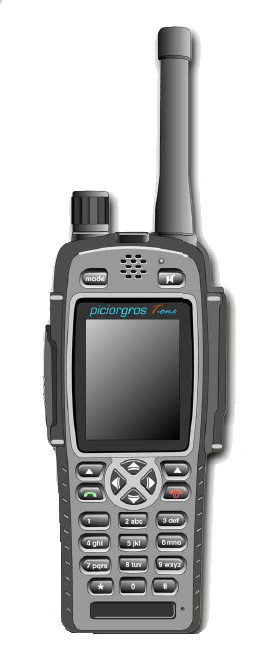 mode
piciorgros T-one
1 2 abc 3 def
4 ghi 5 jkl 6 mno
7 pqrs 8 tuv 9 wxyz
* 0 #